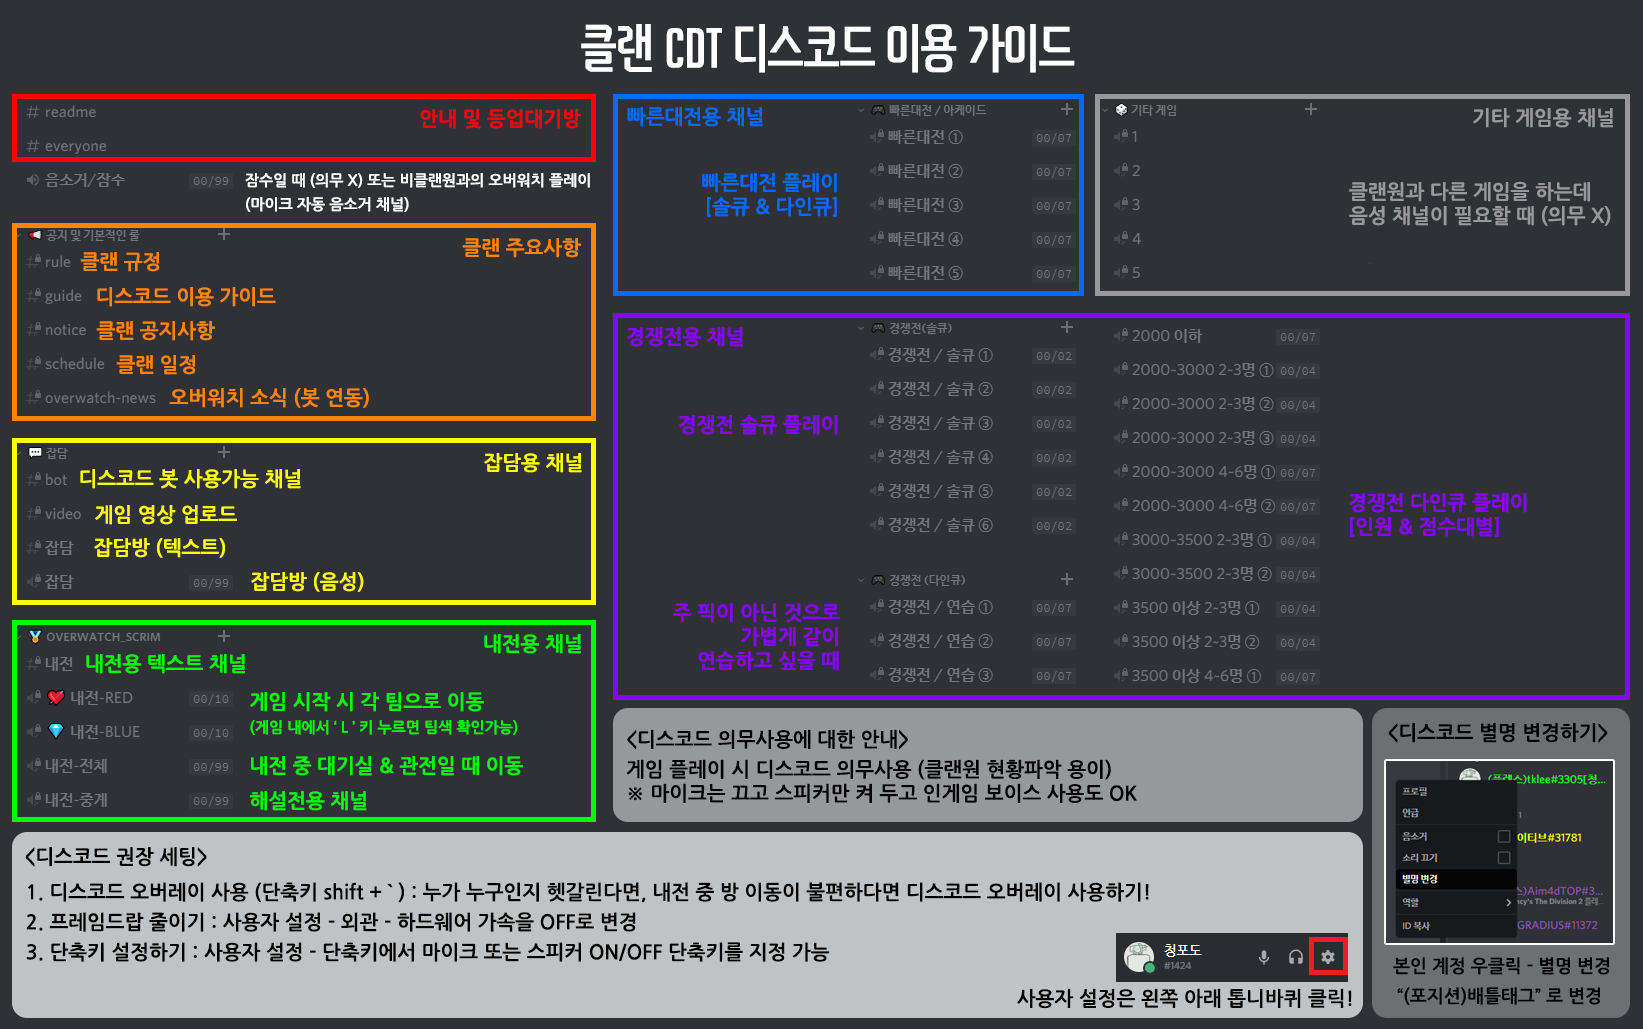 클랜 CDT 디스코드 이용 가이드
# readme
안내 및 등업대기방
# everyone
음소거/잠수 00/99
잠수일 때 (의무 X) 또는 비클랜원과의 오버워치 플레이
(마이크 자동 음소거 채널)
공지 및 기본적인 룰 +
클랜 주요사항
rule 클랜 규정
guide 디스코드 이용 가이드
notice 클랜 공지사항
schedule 클랜 일정
overwatch-news 오버워치 소식 (봇 연동)
잡담 +
잡담용 채널
bot 디스코드 봇 사용가능 채널
video 게임 영상 업로드
잡담 잡담방 (텍스트)
잡담 00/99 잡담방 (음성)
OVERWATCH_SCRIM +
내전용 채널
내전 내전용 텍스트 채널
내전-RED 00/10 게임 시작 시 각 팀으로 이동
(게임 내에서 ‘ L ’ 키 누르면 팀색 확인가능)
내전-BLUE 00/10
내전-전체 00/99 내전 중 대기실 & 관전일 때 이동
내전-중계 00/99 해설전용 채널
빠른대전용 채널
빠른대전 / 아케이드 +
빠른대전 ① 00/07
빠른대전 ② 00/07
빠른대전 ③ 00/07
빠른대전 ④ 00/07
빠른대전 ⑤ 00/07
빠른대전 플레이
[솔큐 & 다인큐]
기타 게임 +
기타 게임용 채널
1
2
3
4
5
클랜원과 다른 게임을 하는데
음성 채널이 필요할 때 (의무 X)
경쟁전용 채널
경쟁전(솔큐) +
경쟁전 / 솔큐 ① 00/02
경쟁전 / 솔큐 ② 00/02
경쟁전 / 솔큐 ③ 00/02
경쟁전 / 솔큐 ④ 00/02
경쟁전 / 솔큐 ⑤ 00/02
경쟁전 / 솔큐 ⑥ 00/02
경쟁전 솔큐 플레이
경쟁전 (다인큐) +
경쟁전 / 연습 ① 00/07
경쟁전 / 연습 ② 00/07
경쟁전 / 연습 ③ 00/07
주 픽이 아닌 것으로
가볍게 같이
연습하고 싶을 때
2000 이하 00/07
2000-3000 2-3명 ① 00/04
2000-3000 2-3명 ② 00/04
2000-3000 2-3명 ③ 00/04
2000-3000 4-6명 ① 00/07
2000-3000 4-6명 ② 00/07
3000-3500 2-3명 ① 00/04
3000-3500 2-3명 ② 00/04
3500 이상 2-3명 ① 00/04
3500 이상 2-3명 ② 00/04
3500 이상 4-6명 ① 00/07
경쟁전 다인큐 플레이
[인원 & 점수대별]
<디스코드 의무사용에 대한 안내>
게임 플레이 시 디스코드 의무사용 (클랜원 현황파악 용이)
※ 마이크는 끄고 스피커만 켜 두고 인게임 보이스 사용도 OK
<디스코드 별명 변경하기>
(플레스)tklee#3305[청...
프로필
언급
음소거
이티브#31781
소리 끄기
별명 변경
스)Aim4dTOP#3...
역할
ncy's The Division 2 플레...
ID 복사
GRADIUS#11372
본인 계정 우클릭 - 별명 변경
“(포지션)배틀태그” 로 변경
<디스코드 권장 세팅>
1. 디스코드 오버레이 사용 (단축키 shift + ` ) : 누가 누구인지 헷갈린다면, 내전 중 방 이동이 불편하다면 디스코드 오버레이 사용하기!
2. 프레임드랍 줄이기 : 사용자 설정 - 외관 - 하드웨어 가속을 OFF로 변경
3. 단축키 설정하기 : 사용자 설정 - 단축키에서 마이크 또는 스피커 ON/OFF 단축키를 지정 가능
청포도
#1424
사용자 설정은 왼쪽 아래 톱니바퀴 클릭!